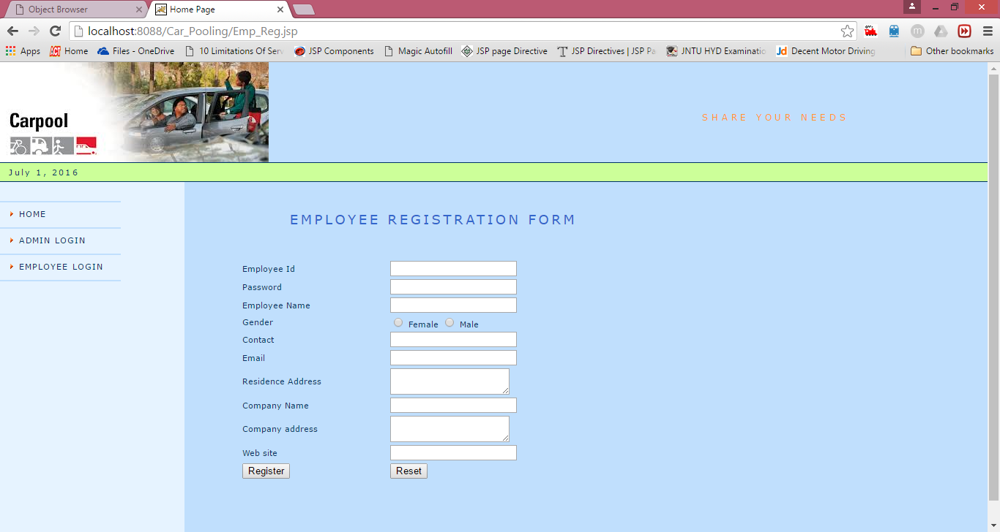 Object Browser
Home Page
localhost:8088/Car_Pooling/Emp_Reg.jsp
Apps
ACT Home
Files - OneDrive
10 Limitations Of Serv
JSP Components
Magic Autofill
JSP page Directive
JSP Directives | JSP Pa
JNTU HYD Examinatio
Jd Decent Motor Driving
Other bookmarks
Carpool
SHARE YOUR NEEDS
July 1, 2016
HOME
ADMIN LOGIN
EMPLOYEE LOGIN
EMPLOYEE REGISTRATION FORM
Employee Id
Password
Employee Name
Gender Female Male
Contact
Email
Residence Address
Company Name
Company address
Web site
Register Reset